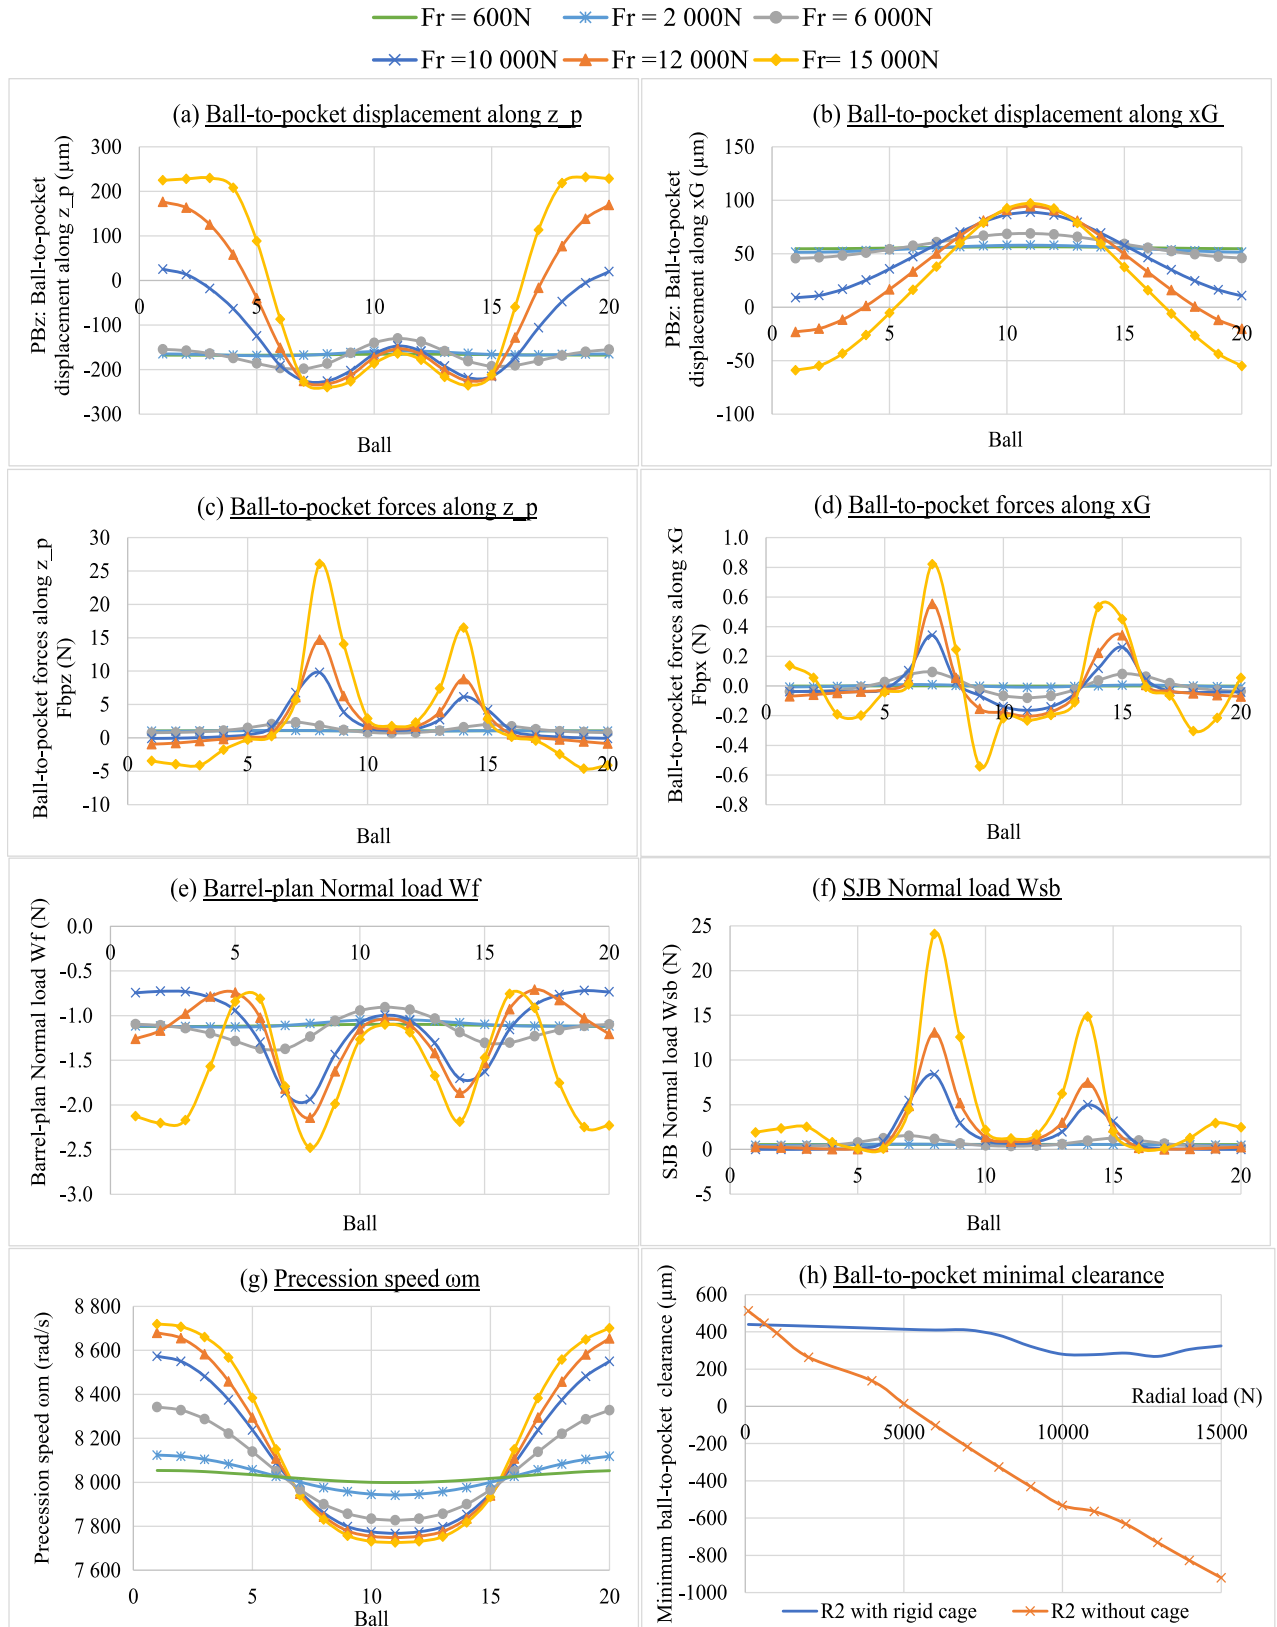 Fr = 600N Fr = 2 000N Fr = 6 000N
Fr =10 000N Fr =12 000N Fr= 15 000N
(a) Ball-to-pocket displacement along z_p
PBz: Ball-to-pocket
displacement along z_p (μm)
300
200
100
0
-100
-200
-300
0 5 10 15 20
Ball
(b) Ball-to-pocket displacement along xG
PBz: Ball-to-pocket
displacement along xG (μm)
150
100
50
0
-50
-100
0 5 10 15 20
Ball
(c) Ball-to-pocket forces along z_p
Ball-to-pocket forces along z_p
Fbpz (N)
30
25
20
15
10
5
0
-5
-10
0 5 10 15 20
Ball
(d) Ball-to-pocket forces along xG
Ball-to-pocket forces along xG
Fbpx (N)
1.0
0.8
0.6
0.4
0.2
0.0
-0.2
-0.4
-0.6
-0.8
0 5 10 15 20
Ball
(e) Barrel-plan Normal load Wf
Barrel-plan Normal load Wf (N)
0.0
-0.5
-1.0
-1.5
-2.0
-2.5
-3.0
0 5 10 15 20
Ball
(f) SJB Normal load Wsb
SJB Normal load Wsb (N)
25
20
15
10
5
0
-5
0 5 10 15 20
Ball
(g) Precession speed ωm
Precession speed ωm (rad/s)
8 800
8 600
8 400
8 200
8 000
7 800
7 600
0 5 10 15 20
Ball
(h) Ball-to-pocket minimal clearance
Minimum ball-to-pocket clearance (μm)
600
400
200
0
-200
-400
-600
-800
-1000
Radial load (N)
0 5000 10000 15000
R2 with rigid cage R2 without cage